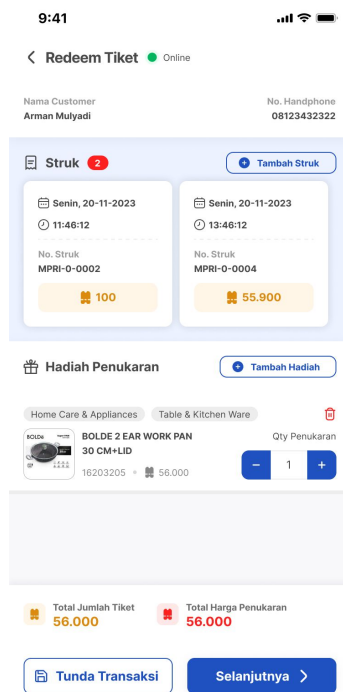 9:41
Redeem Tiket
Online
Nama Customer
No. Handphone
Arman Mulyadi
08123432322
Struk 2
Tambah Struk
Senin, 20-11-2023
11:46:12
No. Struk
MPRI-0-0002
100
Senin, 20-11-2023
13:46:12
No. Struk
MPRI-0-0004
55.900
Hadiah Penukaran
Tambah Hadiah
Home Care & Appliances
Table & Kitchen Ware
BOLDe
BOLDE 2 EAR WORK PAN
30 CM+LID
16203205 • 56.000
Qty Penukaran
- 1 +
Total Jumlah Tiket
56.000
Total Harga Penukaran
56.000
Tunda Transaksi
Selanjutnya